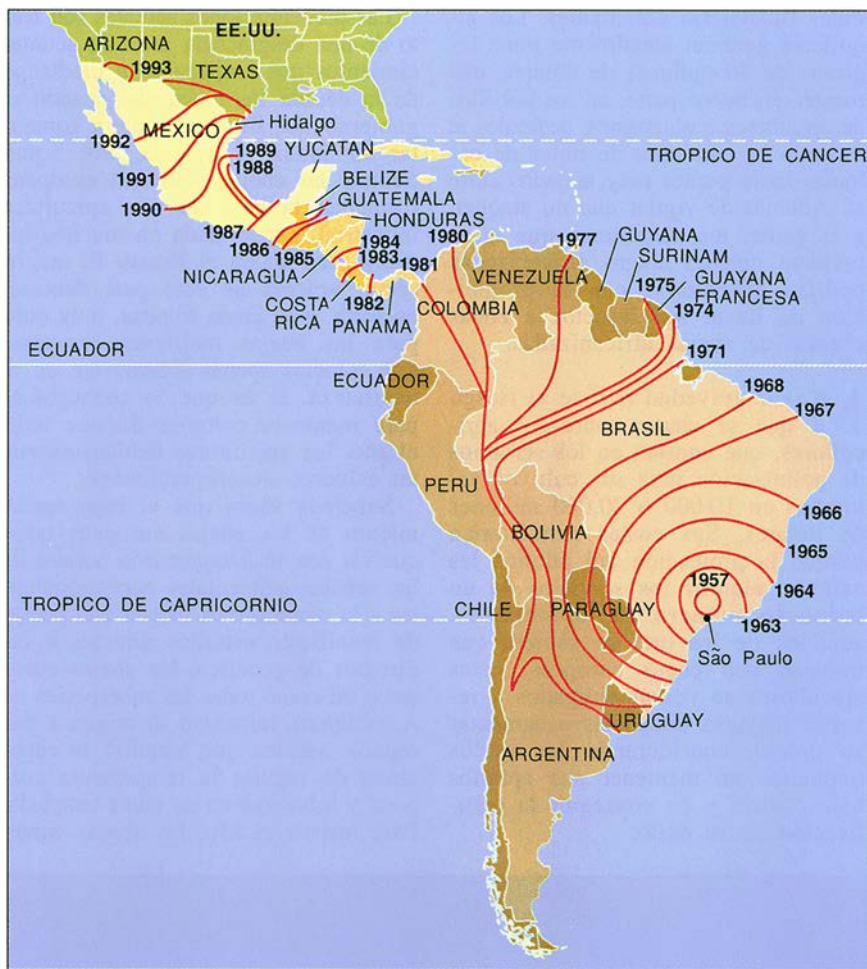 EE.UU.
ARIZONA
1993
TEXAS
MEXICO
Hidalgo
1992
1989
1988
YUCATAN
TROPICO DE CANCER
1991
BELIZE
GUATEMALA
1990
HONDURAS
1987
1986
1985
1984
1983
1981
1980
1977
GUYANA
SURINAM
NICARAGUA
VENEZUELA
1975
GUAYANA
FRANCESA
COSTA
RICA
1982
PANAMA
COLOMBIA
1974
ECUADOR
1971
ECUADOR
1968
1967
BRASIL
PERU
1966
BOLIVIA
1965
1957
1964
TROPICO DE CAPRICORNIO
CHILE
PARAGUAY
1963
São Paulo
URUGUAY
ARGENTINA